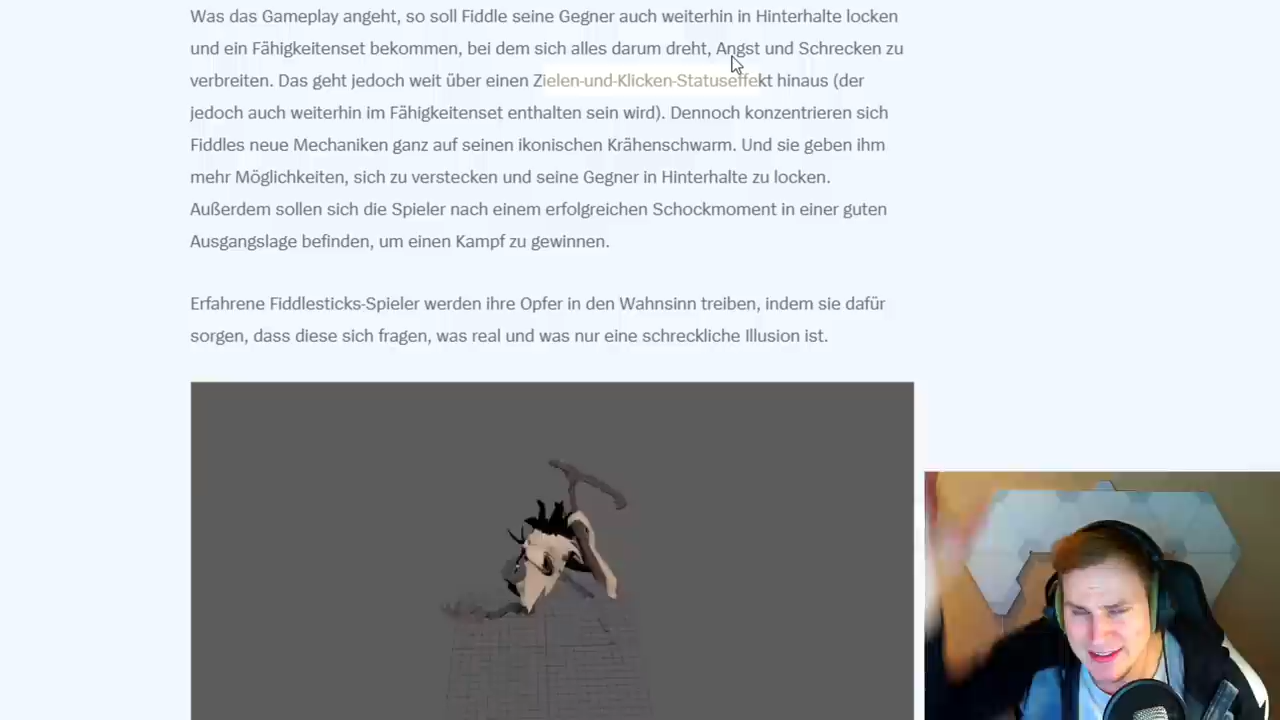 Was das Gameplay angeht, so soll Fiddle seine Gegner auch weiterhin in Hinterhalte locken
und ein Fähigkeitenset bekommen, bei dem sich alles darum dreht, Angst und Schrecken zu
verbreiten. Das geht jedoch weit über einen Zielen-und-Klicken-Statuseffekt hinaus (der
jedoch auch weiterhin im Fähigkeitenset enthalten sein wird). Dennoch konzentrieren sich
Fiddles neue Mechaniken ganz auf seinen ikonischen Krähenschwarm. Und sie geben ihm
mehr Möglichkeiten, sich zu verstecken und seine Gegner in Hinterhalte zu locken.
Außerdem sollen sich die Spieler nach einem erfolgreichen Schockmoment in einer guten
Ausgangslage befinden, um einen Kampf zu gewinnen.
Erfahrene Fiddlesticks-Spieler werden ihre Opfer in den Wahnsinn treiben, indem sie dafür
sorgen, dass diese sich fragen, was real und was nur eine schreckliche Illusion ist.